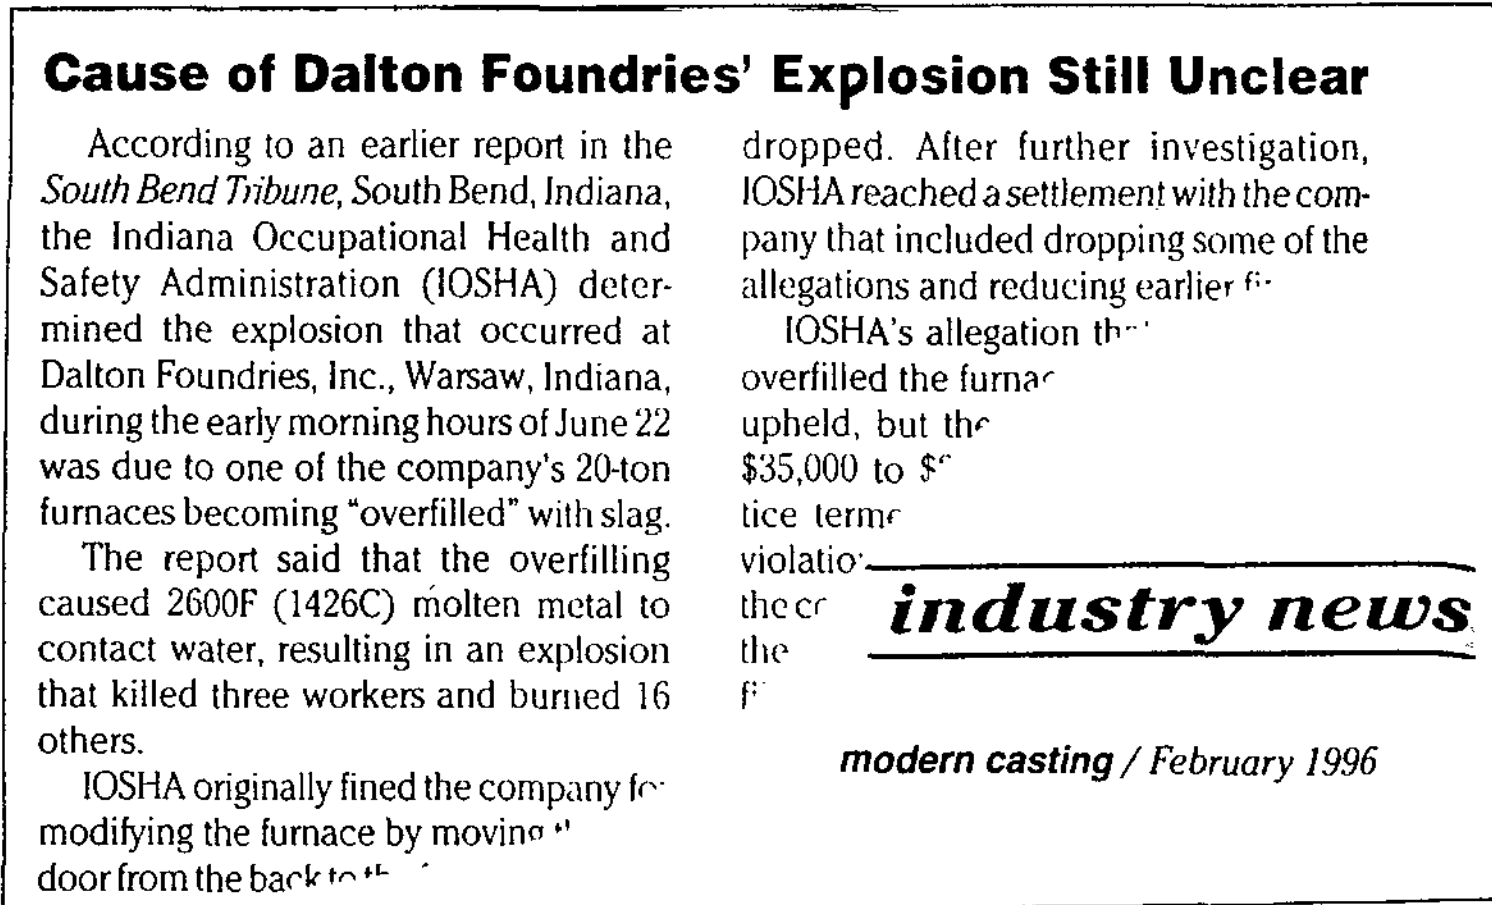 Cause of Dalton Foundries' Explosion Still Unclear
According to an earlier report in the
South Bend Tribune, South Bend, Indiana,
the Indiana Occupational Health and
Safety Administration (IOSHA) deter-
mined the explosion that occurred at
Dalton Foundries, Inc., Warsaw, Indiana,
during the early morning hours of June 22
was due to one of the company's 20-ton
furnaces becoming "overfilled" with slag.
The report said that the overfilling
caused 2600F (1426C) molten metal to
contact water, resulting in an explosion
that killed three workers and burned 16
others.
IOSHA originally fined the company
modifying the furnace by moving
door from the back to
dropped. After further investigation,
IOSHA reached a settlement with the com-
pany that included dropping some of the
allegations and reducing earlier
IOSHA's allegation
overfilled the
upheld, but the
$35,000 to
tice
the
the
industry news
modern casting / February 1996